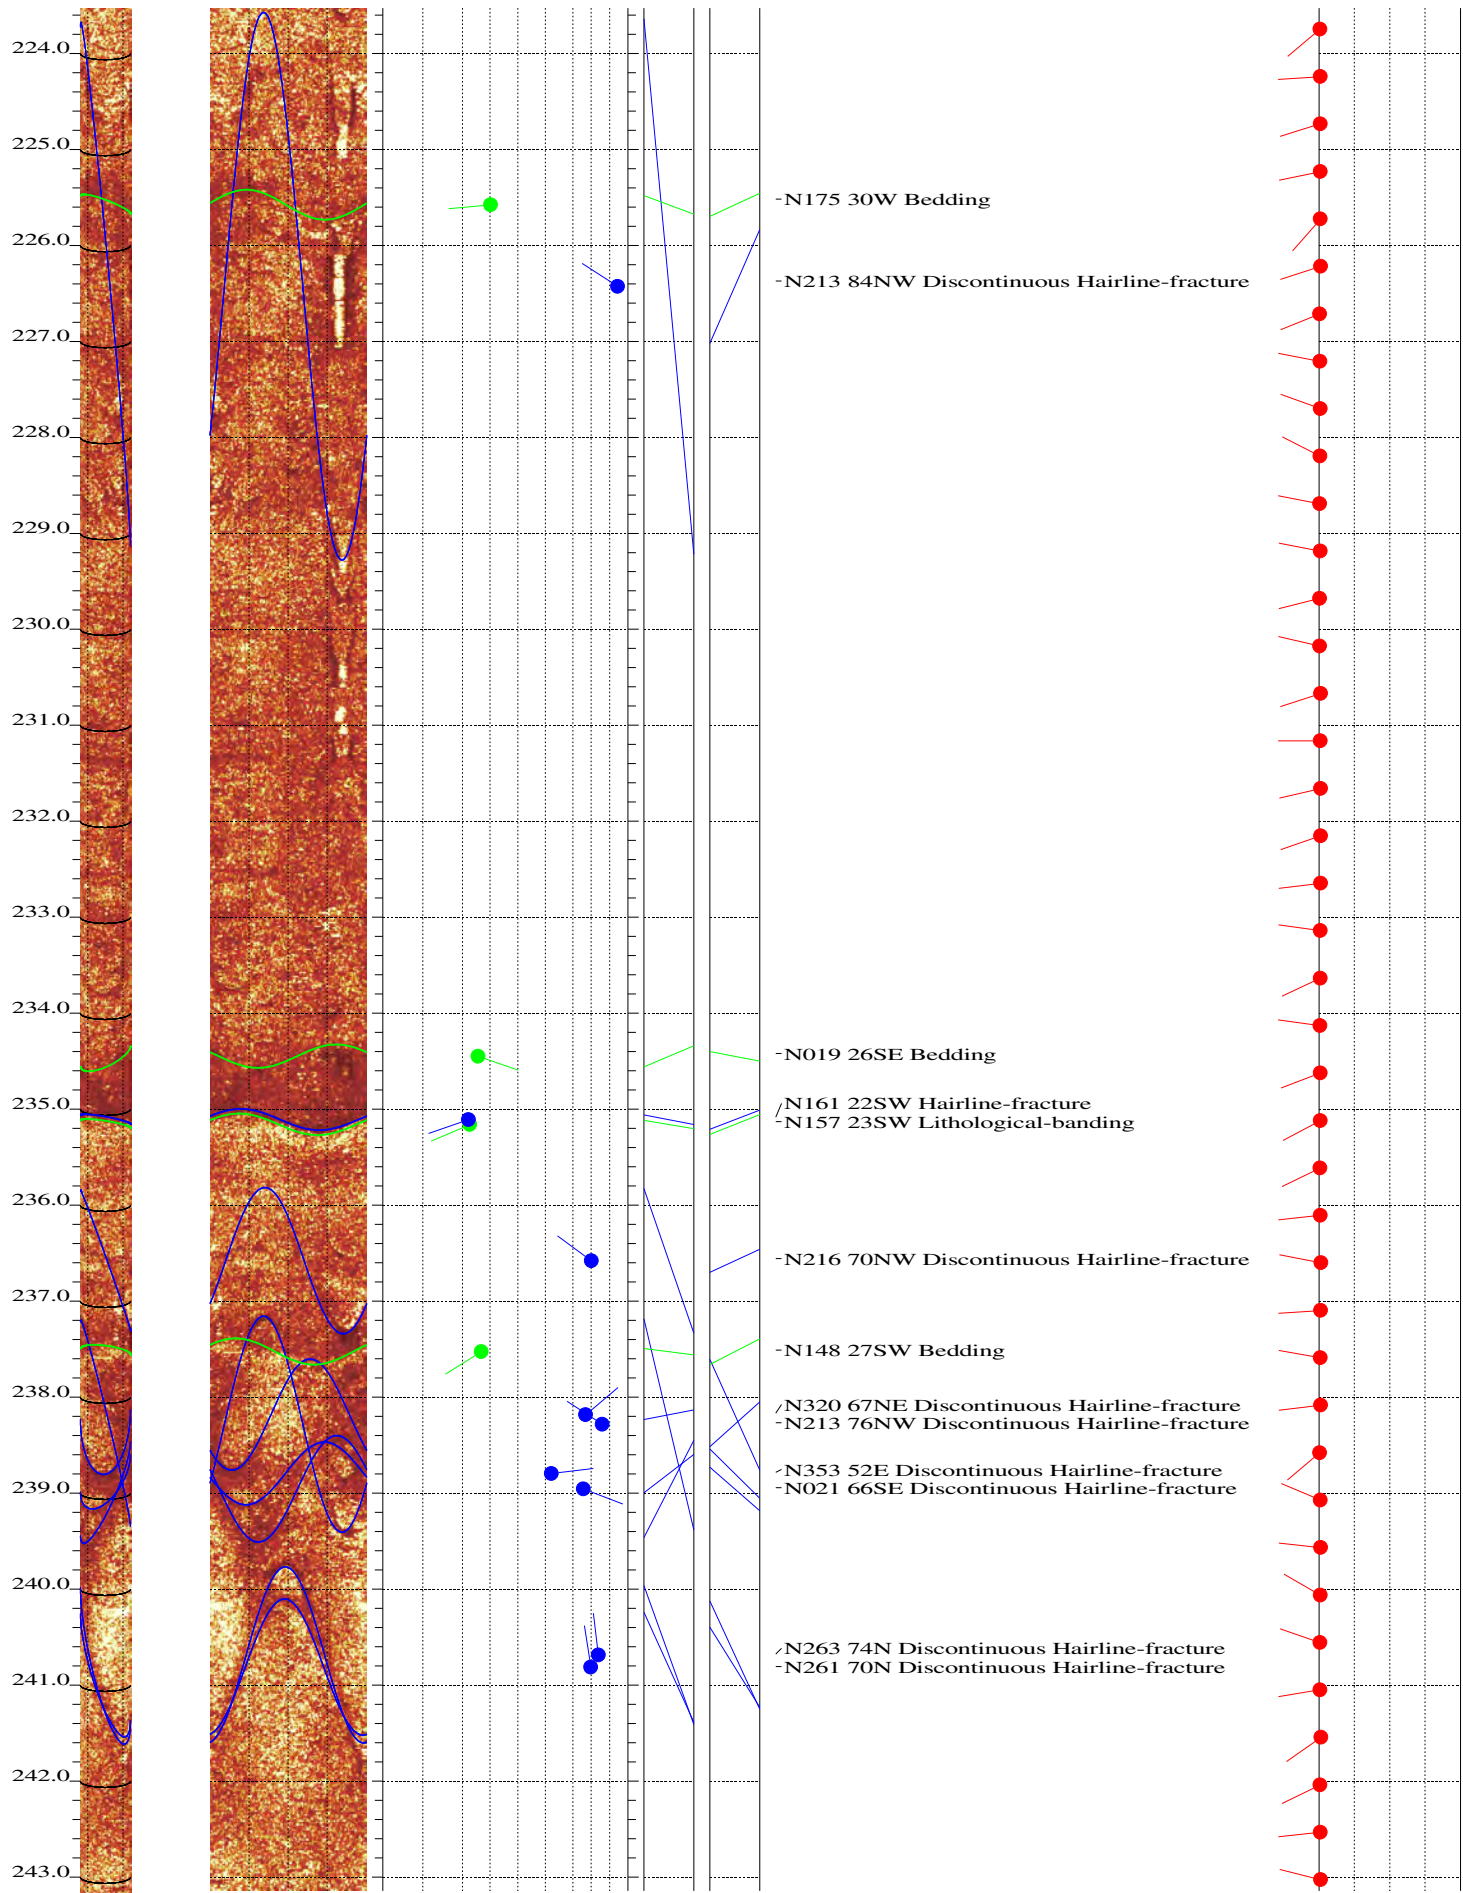 224.0
225.0
-N175 30W Bedding
226.0
-N213 84NW Discontinuous Hairline-fracture
227.0
228.0
229.0
230.0
231.0
232.0
233.0
234.0
-N019 26SE Bedding
235.0
/N161 22SW Hairline-fracture
-N157 23SW Lithological-banding
236.0
-N216 70NW Discontinuous Hairline-fracture
237.0
-N148 27SW Bedding
238.0
/N320 67NE Discontinuous Hairline-fracture
-N213 76NW Discontinuous Hairline-fracture
-N353 52E Discontinuous Hairline-fracture
239.0
-N021 66SE Discontinuous Hairline-fracture
240.0
/N263 74N Discontinuous Hairline-fracture
-N261 70N Discontinuous Hairline-fracture
241.0
242.0
243.0